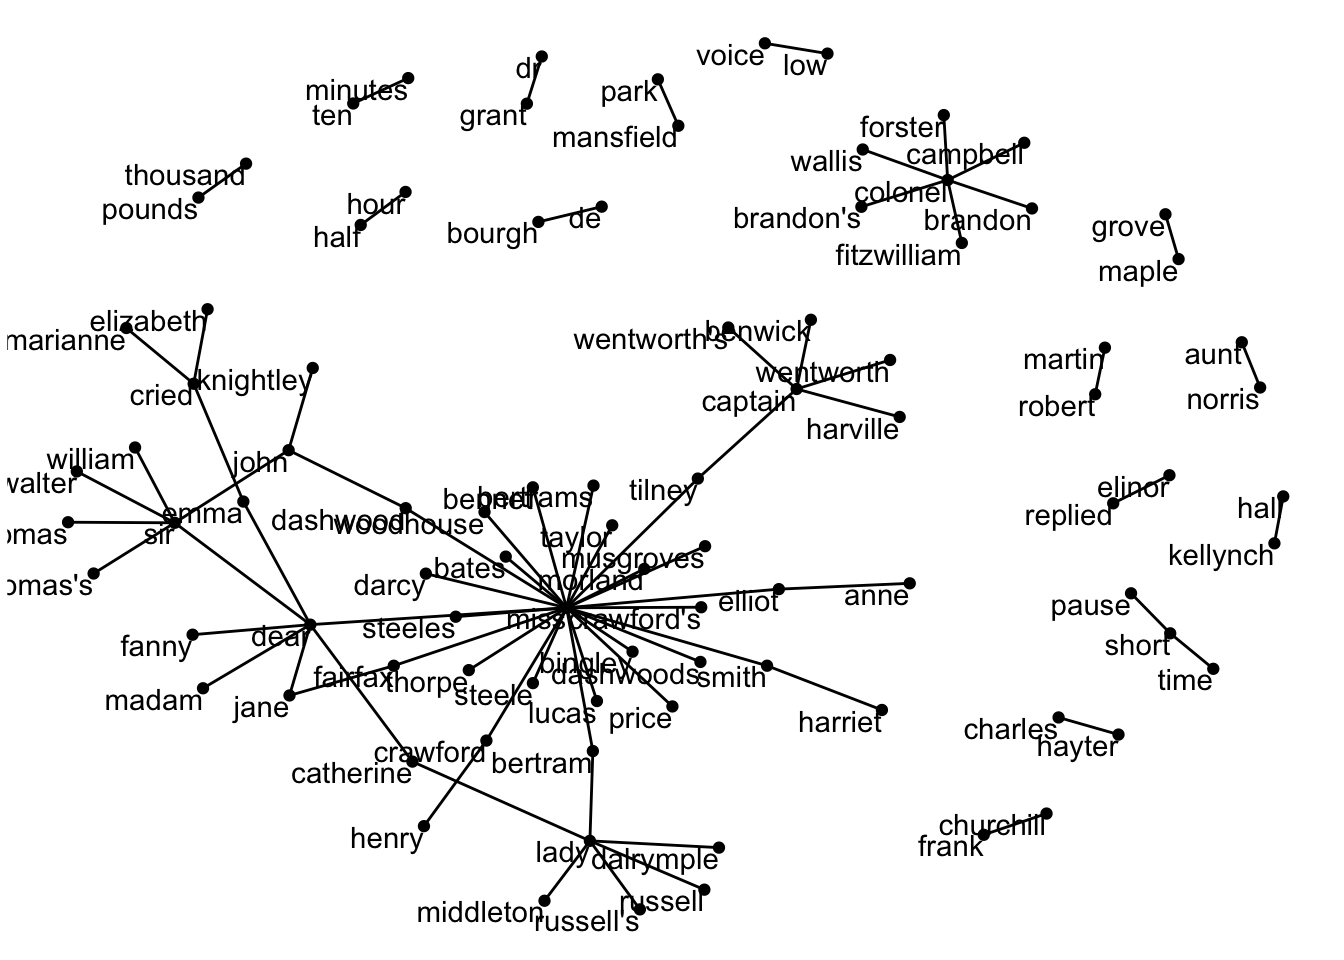 voice
low
dr
minutes
ten
park
grant
mansfield
forster
campbell
wallis
thousand
colonel
pounds
hour
half
bourgh
de
brandon's
brandon
fitzwilliam
grove
maple
elizabeth
marianne
wentworth's
benwick
knightley
cried
wentworth
captain
harville
martin
robert
aunt
norris
william
john
walter
emma
sir
omas
omas's
dashwood
woodhouse
bennet
bertrams
tilney
taylor
musgroves
morland
bates
darcy
elinor
replied
hall
kellynch
elliot
anne
miss
crawford's
steeles
dear
fanny
madam
jane
fairfax
thorpe
steele
bingley
dashwoods
smith
lucas
price
harriet
pause
short
time
charles
hayter
crawford
catherine
bertram
henry
lady
dalrymple
middleton
russell
russell's
churchill
frank